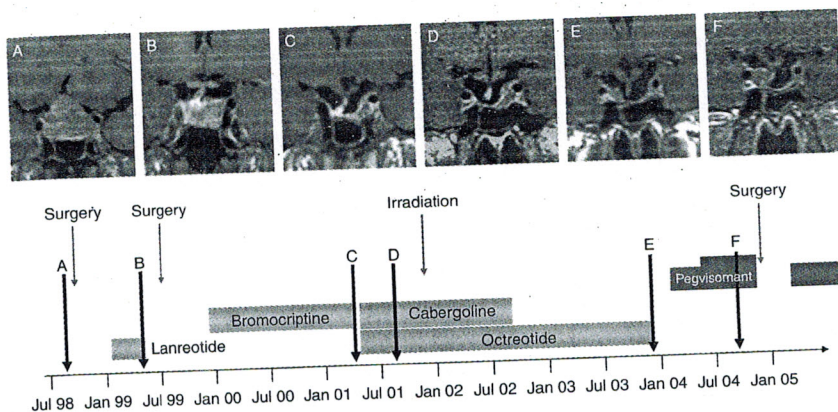 A B C D E F
Surgery Surgery Irradiation Surgery
A B C D E F
Pegvisomant
Bromocriptine Cabergoline
Lanreotide Octreotide
Jul 98 Jan 99 Jul 99 Jan 00 Jul 00 Jan 01 Jul 01 Jan 02 Jul 02 Jan 03 Jul 03 Jan 04 Jul 04 Jan 05